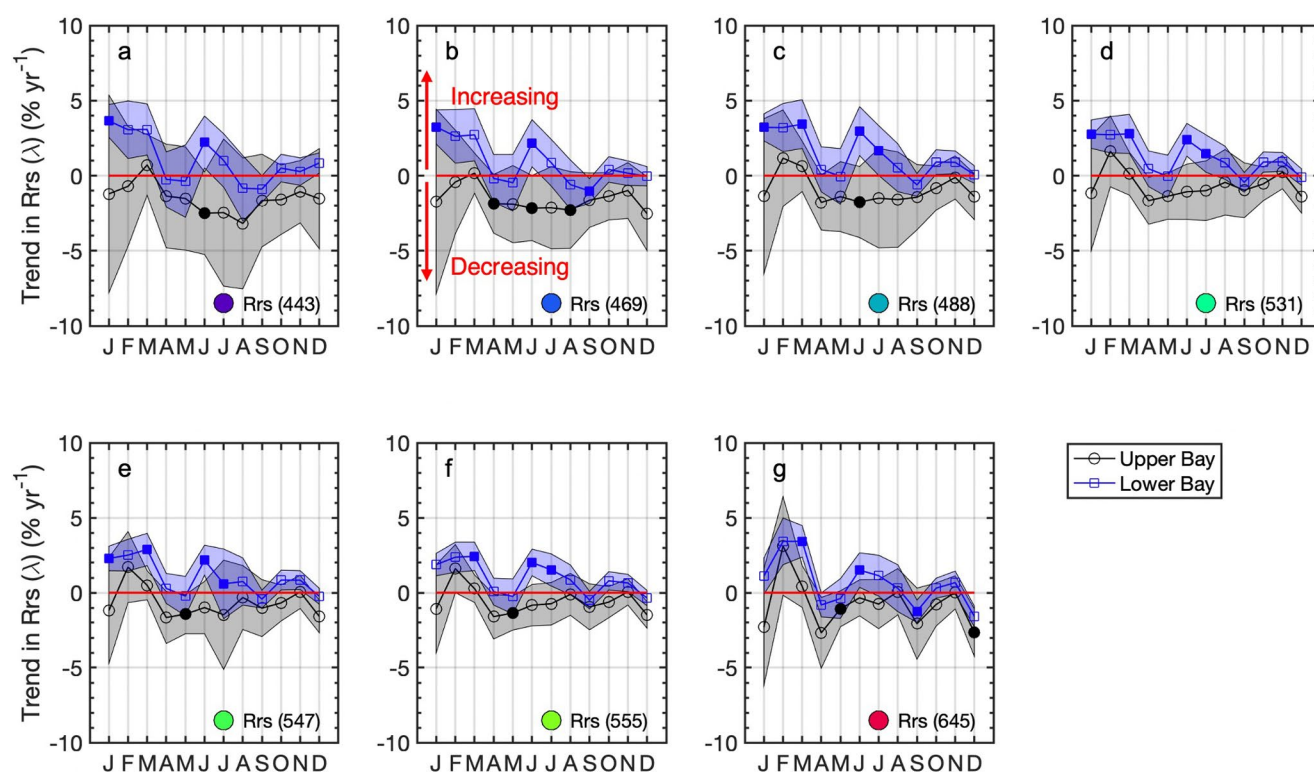 a
b
c
d
Trend in Rrs (λ) (% yr⁻¹)
10
5
0
-5
-10
Rrs (443)
J F M A M J J A S O N D
10
5
0
-5
-10
Increasing
Decreasing
Rrs (469)
J F M A M J J A S O N D
10
5
0
-5
-10
Rrs (488)
J F M A M J J A S O N D
10
5
0
-5
-10
Rrs (531)
J F M A M J J A S O N D
e
f
g
Trend in Rrs (λ) (% yr⁻¹)
10
5
0
-5
-10
Rrs (547)
J F M A M J J A S O N D
10
5
0
-5
-10
Rrs (555)
J F M A M J J A S O N D
10
5
0
-5
-10
Rrs (645)
J F M A M J J A S O N D
Upper Bay
Lower Bay